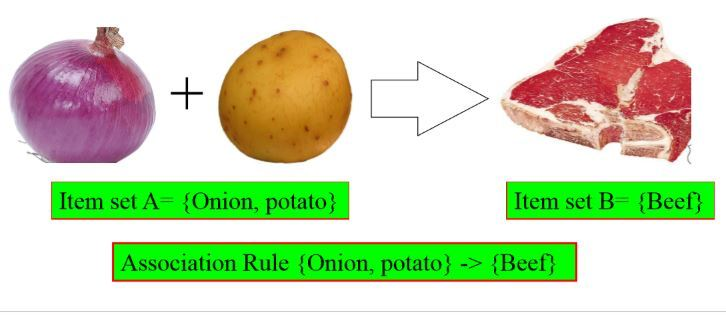 Item set A= {Onion, potato}
Item set B= {Beef}
Association Rule {Onion, potato} -> {Beef}